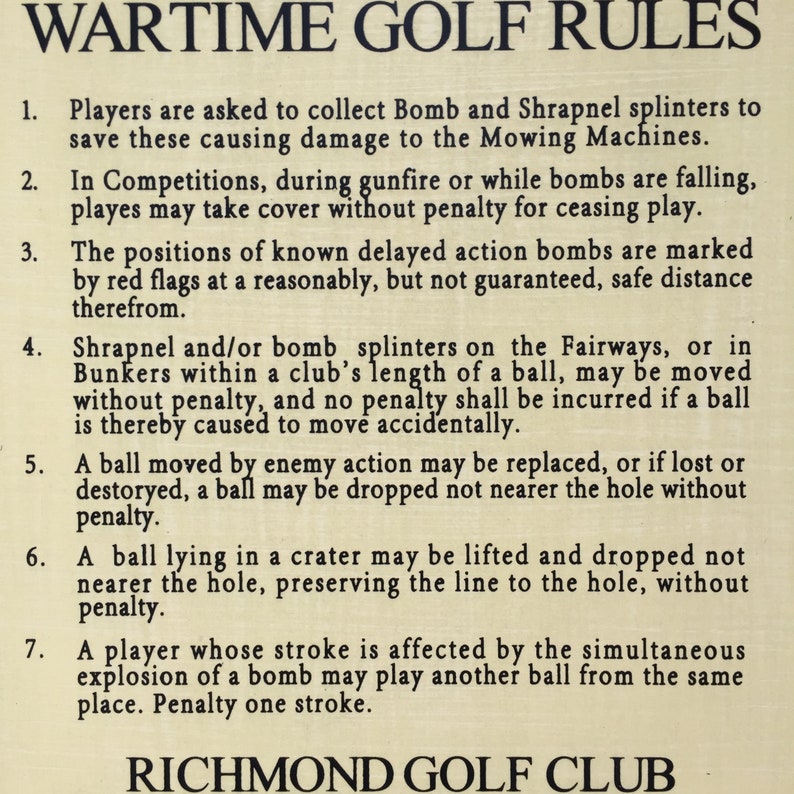 WARTIME GOLF RULES
1. Players are asked to collect Bomb and Shrapnel splinters to
save these causing damage to the Mowing Machines.
2. In Competitions, during gunfire or while bombs are falling,
playes may take cover without penalty for ceasing play.
3. The positions of known delayed action bombs are marked
by red flags at a reasonably, but not guaranteed, safe distance
therefrom.
4. Shrapnel and/or bomb splinters on the Fairways, or in
Bunkers within a club's length of a ball, may be moved
without penalty, and no penalty shall be incurred if a ball
is thereby caused to move accidentally.
5. A ball moved by enemy action may be replaced, or if lost or
destoryed, a ball may be dropped not nearer the hole without
penalty.
6. A ball lying in a crater may be lifted and dropped not
nearer the hole, preserving the line to the hole, without
penalty.
7. A player whose stroke is affected by the simultaneous
explosion of a bomb may play another ball from the same
place. Penalty one stroke.
RICHMOND GOLF CLUB